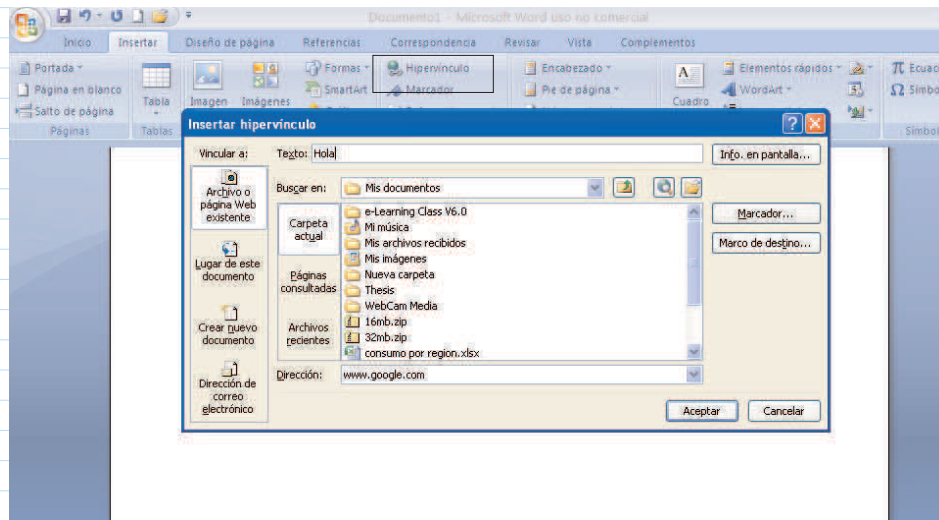 Documento1 - Microsoft Word uso no comercial
Inicio Insertar Diseño de página Referencias Correspondencia Revisar Vista Complementos
Portada
Página en blanco
Salto de página
Páginas
Tabla
Tablas
Imagen Imágenes
Formas
SmartArt
Hipervínculo
Marcador
Encabezado
Pie de página
A
Cuadro
Elementos rápidos
WordArt
π Ecuac
Ω Símbo
Símbol
Insertar hipervínculo
Vincular a: Texto: Hola Info. en pantalla...
Archivo o página Web existente
Lugar de este documento
Crear nuevo documento
Dirección de correo electrónico
Buscar en: Mis documentos
Carpeta actual
Páginas consultadas
Archivos recientes
e-Learning Class V6.0
Mi música
Mis archivos recibidos
Mis imágenes
Nueva carpeta
Thesis
WebCam Media
16mb.zip
32mb.zip
consumo por region.xlsx
Marcador...
Marco de destino...
Dirección: www.google.com
Aceptar Cancelar